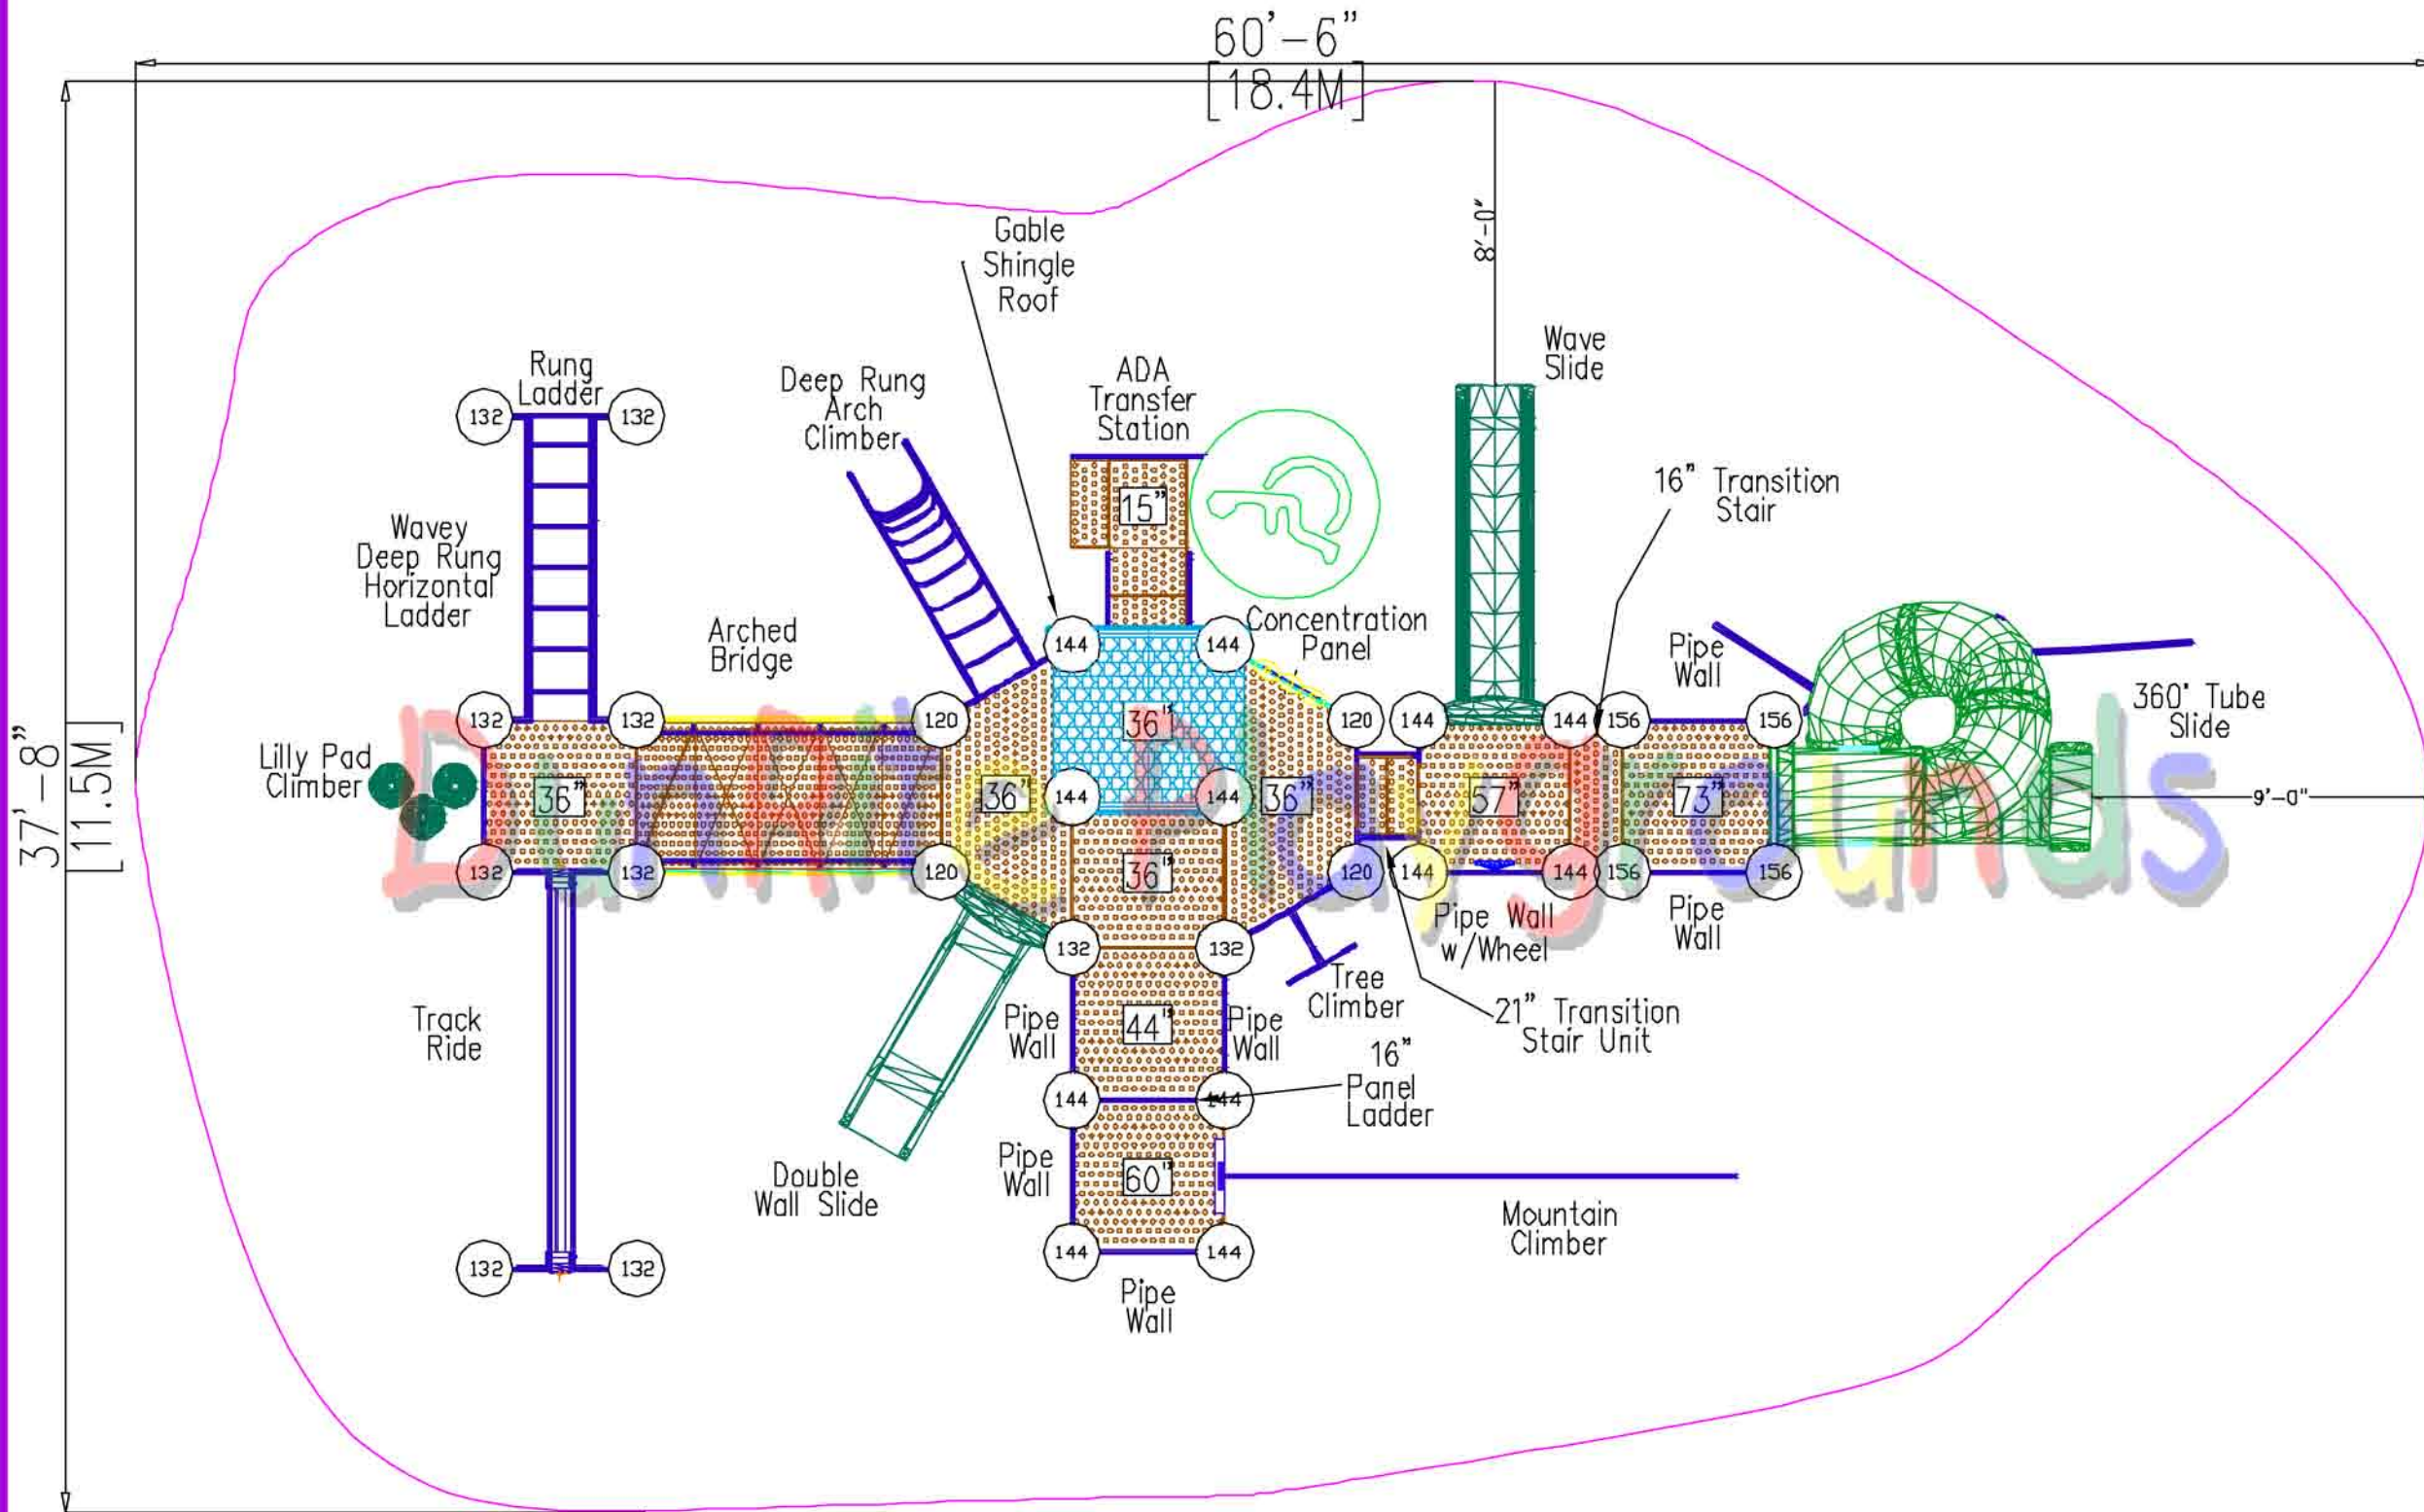 60'-6"
[18.4M]
37'-8"
[11.5M]
8'-0"
9'-0"
Gable
Shingle
Roof
Wave
Slide
Rung
Ladder
132
132
Deep Rung
Arch
Climber
ADA
Transfer
Station
15"
16" Transition
Stair
Wavey
Deep Rung
Horizontal
Ladder
Arched
Bridge
Concentration
Panel
Pipe
Wall
360° Tube
Slide
144
144
132
132
120
120
144
144
156
156
Lilly Pad
Climber
36"
36"
36"
144
144
36"
57"
73"
36"
Playgrounds
132
132
120
120
144
144
156
156
Pipe Wall
w/Wheel
Pipe
Wall
132
132
Tree
Climber
21" Transition
Stair Unit
Track
Ride
Pipe
Wall
44"
Pipe
Wall
16"
Panel
Ladder
144
144
Double
Wall Slide
Pipe
Wall
60"
Mountain
Climber
132
132
144
144
Pipe
Wall